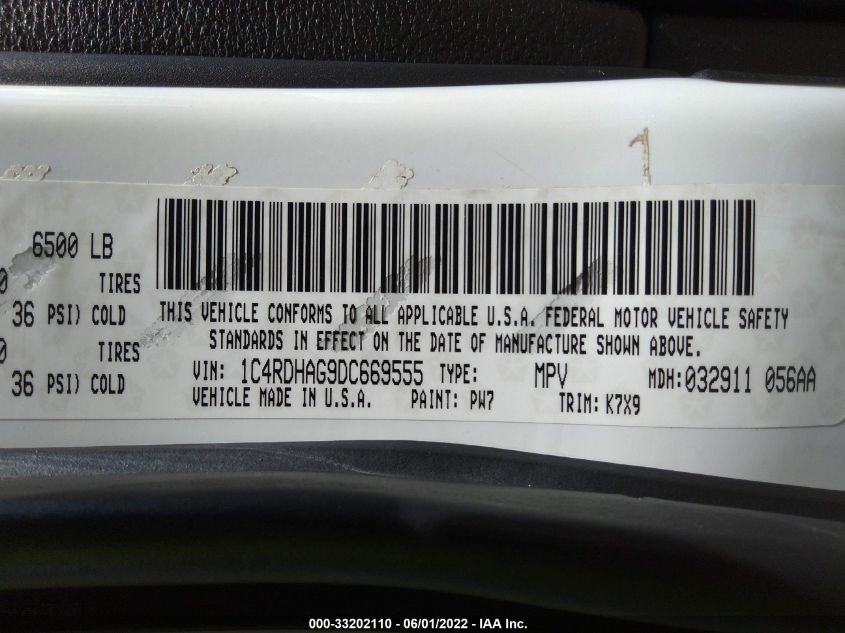 6500 LB
0 TIRES
36 PSI) COLD
0 TIRES
36 PSI) COLD
THIS VEHICLE CONFORMS TO ALL APPLICABLE U.S.A. FEDERAL MOTOR VEHICLE SAFETY
STANDARDS IN EFFECT ON THE DATE OF MANUFACTURE SHOWN ABOVE.
VIN: 1C4RDHAG9DC669555 TYPE: MPV MDH:032911 056AA
VEHICLE MADE IN U.S.A. PAINT: PW7 TRIM: K7X9
000-33202110 - 06/01/2022 - IAA Inc.